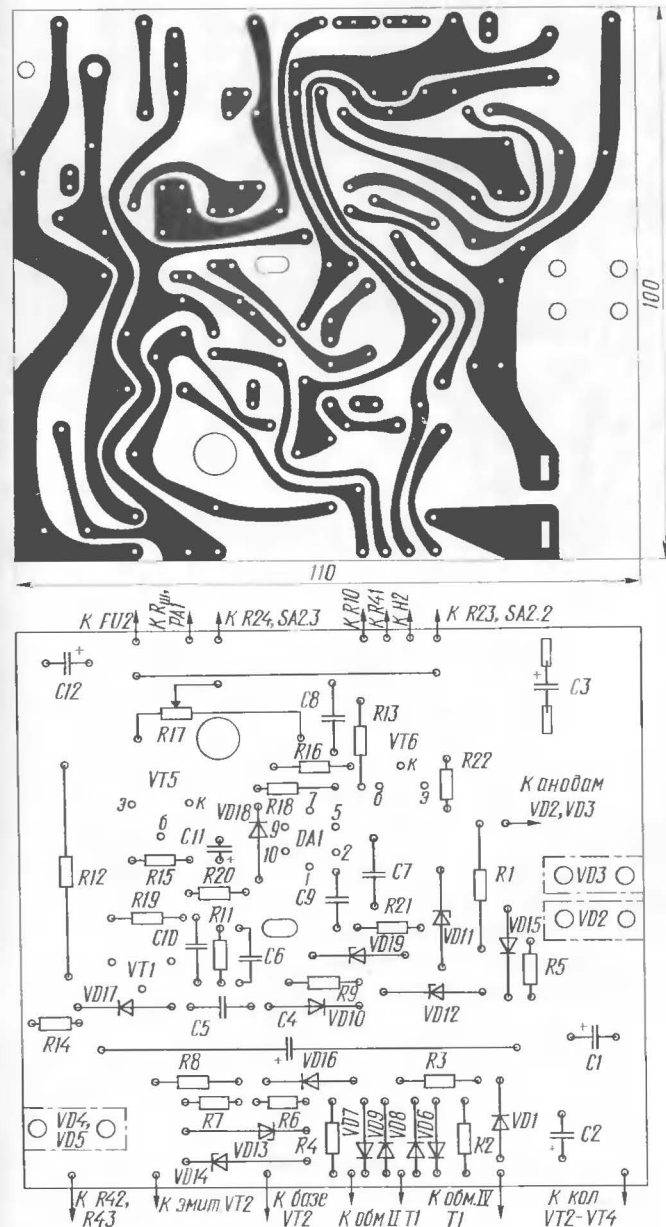 100
110
К FU2
К Rш, PA1
К R24, SA2.3
К R10
К R41
К H2
К R23, SA2.2
C12
R17
C8
R13
C3
R16
VT6
К
б
э
R22
VT5
э
К
б
VD18
R18
7
5
9
10
DA1
2
1
К анодам
VD2, VD3
C11
R12
R15
R20
C7
R1
VD3
C9
R19
R11
R21
VD2
C10
C6
VD11
VD15
VD19
R5
VT1
R9
VD17
C5
C4
VD10
VD12
R14
C1
R8
VD16
R3
R7
R6
VD4,
VD5
VD13
R4
VD7
VD9
VD8
VD6
К2
VD1
C2
VD14
К R42,
R43
К эмит VT2
К базе
VT2
К обм II T1
К обм. IV
T1
К кол
VT2-VT4